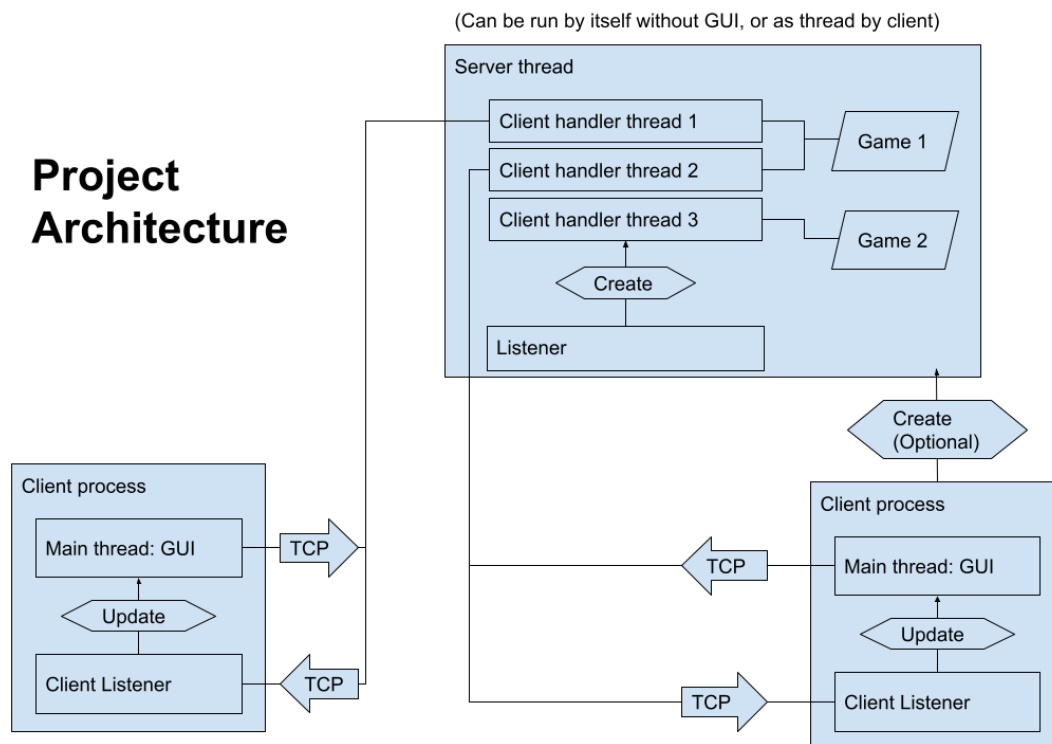 (Can be run by itself without GUI, or as thread by client)
Server thread
Client handler thread 1
Client handler thread 2
Client handler thread 3
Game 1
Game 2
Create
Listener
Project
Architecture
Create
(Optional)
Client process
Main thread: GUI
TCP
Update
Client Listener
TCP
Client process
TCP
Main thread: GUI
Update
TCP
Client Listener